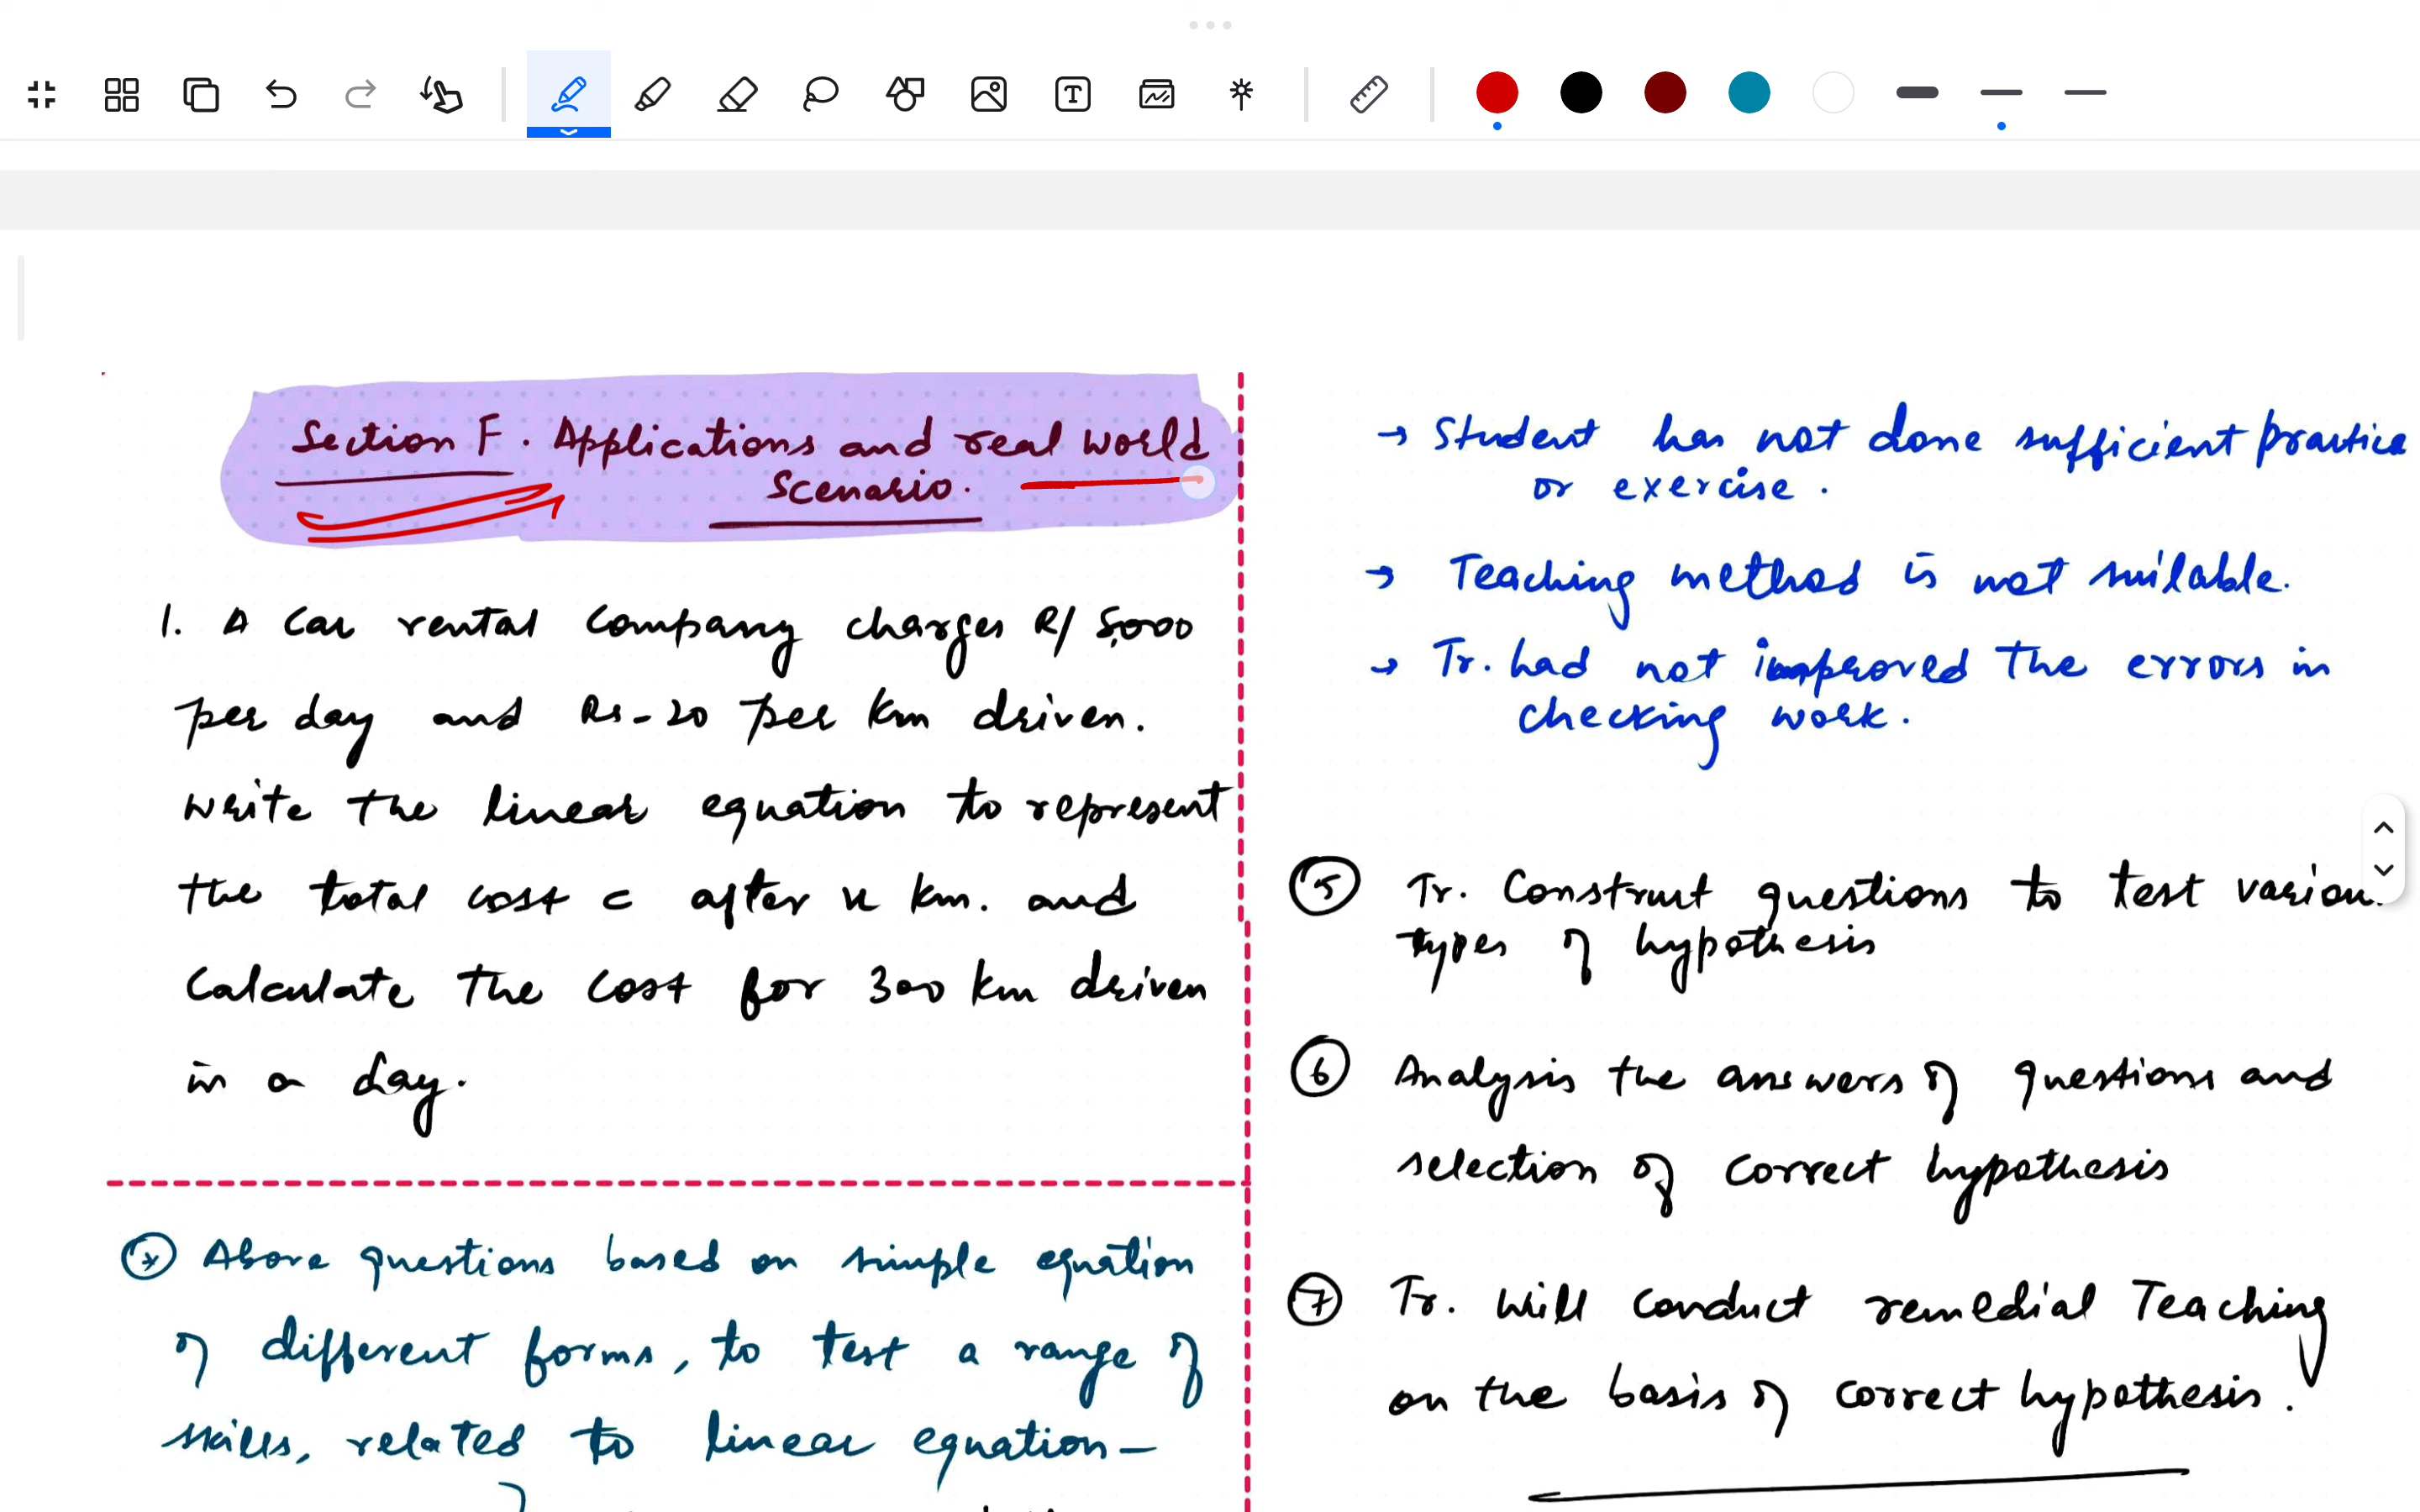 Section F. Applications and real world
Scenario.
1. A Car rental Company charges R/ 5,000
per day and Rs-20 per km driven.
Write the linear equation to represent
the total cost c after x km. and
Calculate the cost for 300 km driven
in a day.
* Above questions based on simple equation
of different forms, to test a range of
skills, related to linear equation-
→ Student has not done sufficient practice
or exercise.
→ Teaching method is not suitable.
→ Tr. had not improved the errors in
checking work.
5 Tr. Construct questions to test variou
types of hypothesis
6 Analysis the answers of questions and
selection of correct hypothesis
7 Tr. Will conduct remedial Teaching
on the basis of correct hypothesis.